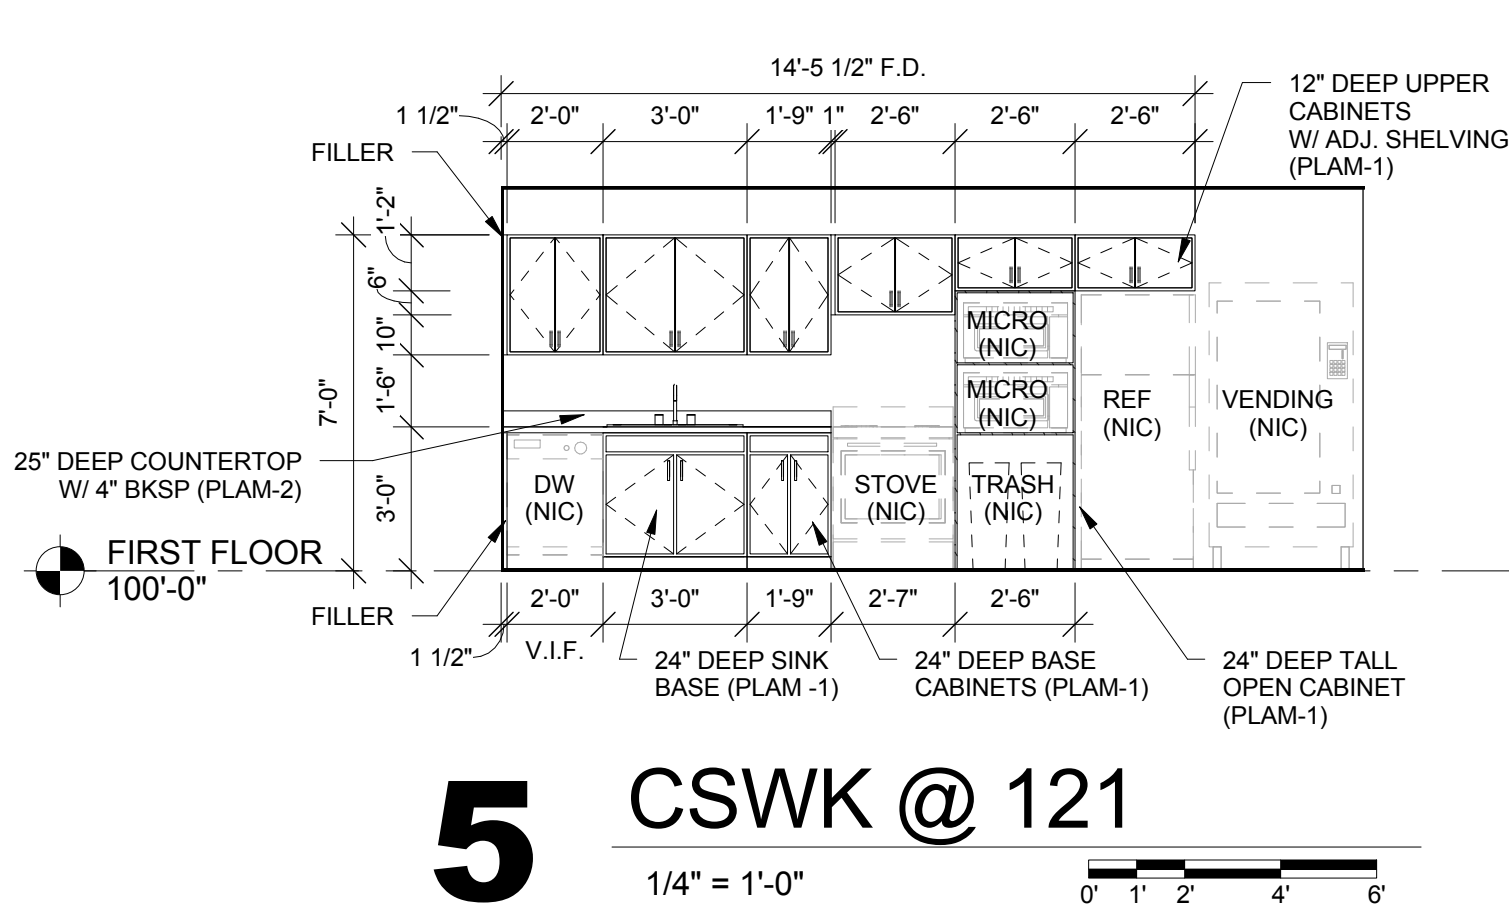 14'-5 1/2" F.D.
1 1/2"
2'-0"
3'-0"
1'-9"
1"
2'-6"
2'-6"
2'-6"
12" DEEP UPPER
CABINETS
W/ ADJ. SHELVING
(PLAM-1)
FILLER
1'-2"
6"
10"
1'-6"
3'-0"
7'-0"
MICRO
(NIC)
MICRO
(NIC)
REF
(NIC)
VENDING
(NIC)
25" DEEP COUNTERTOP
W/ 4" BKSP (PLAM-2)
DW
(NIC)
STOVE
(NIC)
TRASH
(NIC)
FIRST FLOOR
100'-0"
FILLER
1 1/2"
2'-0"
V.I.F.
3'-0"
1'-9"
2'-7"
2'-6"
24" DEEP SINK
BASE (PLAM -1)
24" DEEP BASE
CABINETS (PLAM-1)
24" DEEP TALL
OPEN CABINET
(PLAM-1)
5
CSWK @ 121
1/4" = 1'-0"
0' 1' 2' 4' 6'